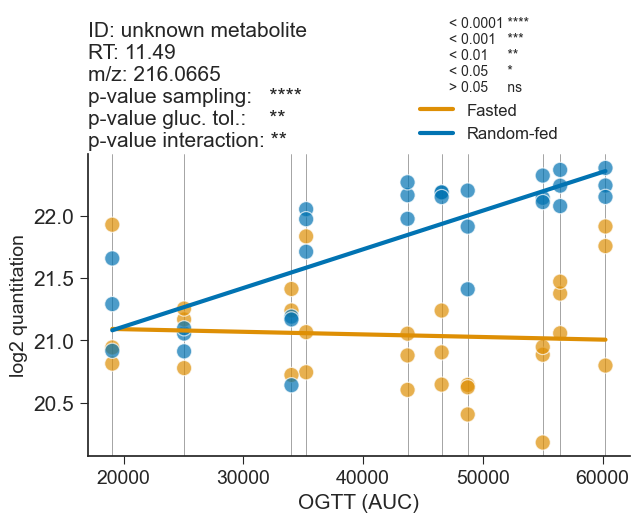 ID: unknown metabolite
RT: 11.49
m/z: 216.0665
p-value sampling: ****
p-value gluc. tol.: **
p-value interaction: **
< 0.0001 ****
< 0.001 ***
< 0.01 **
< 0.05 *
> 0.05 ns
Fasted
Random-fed
log2 quantitation
22.0
21.5
21.0
20.5
20000 30000 40000 50000 60000
OGTT (AUC)